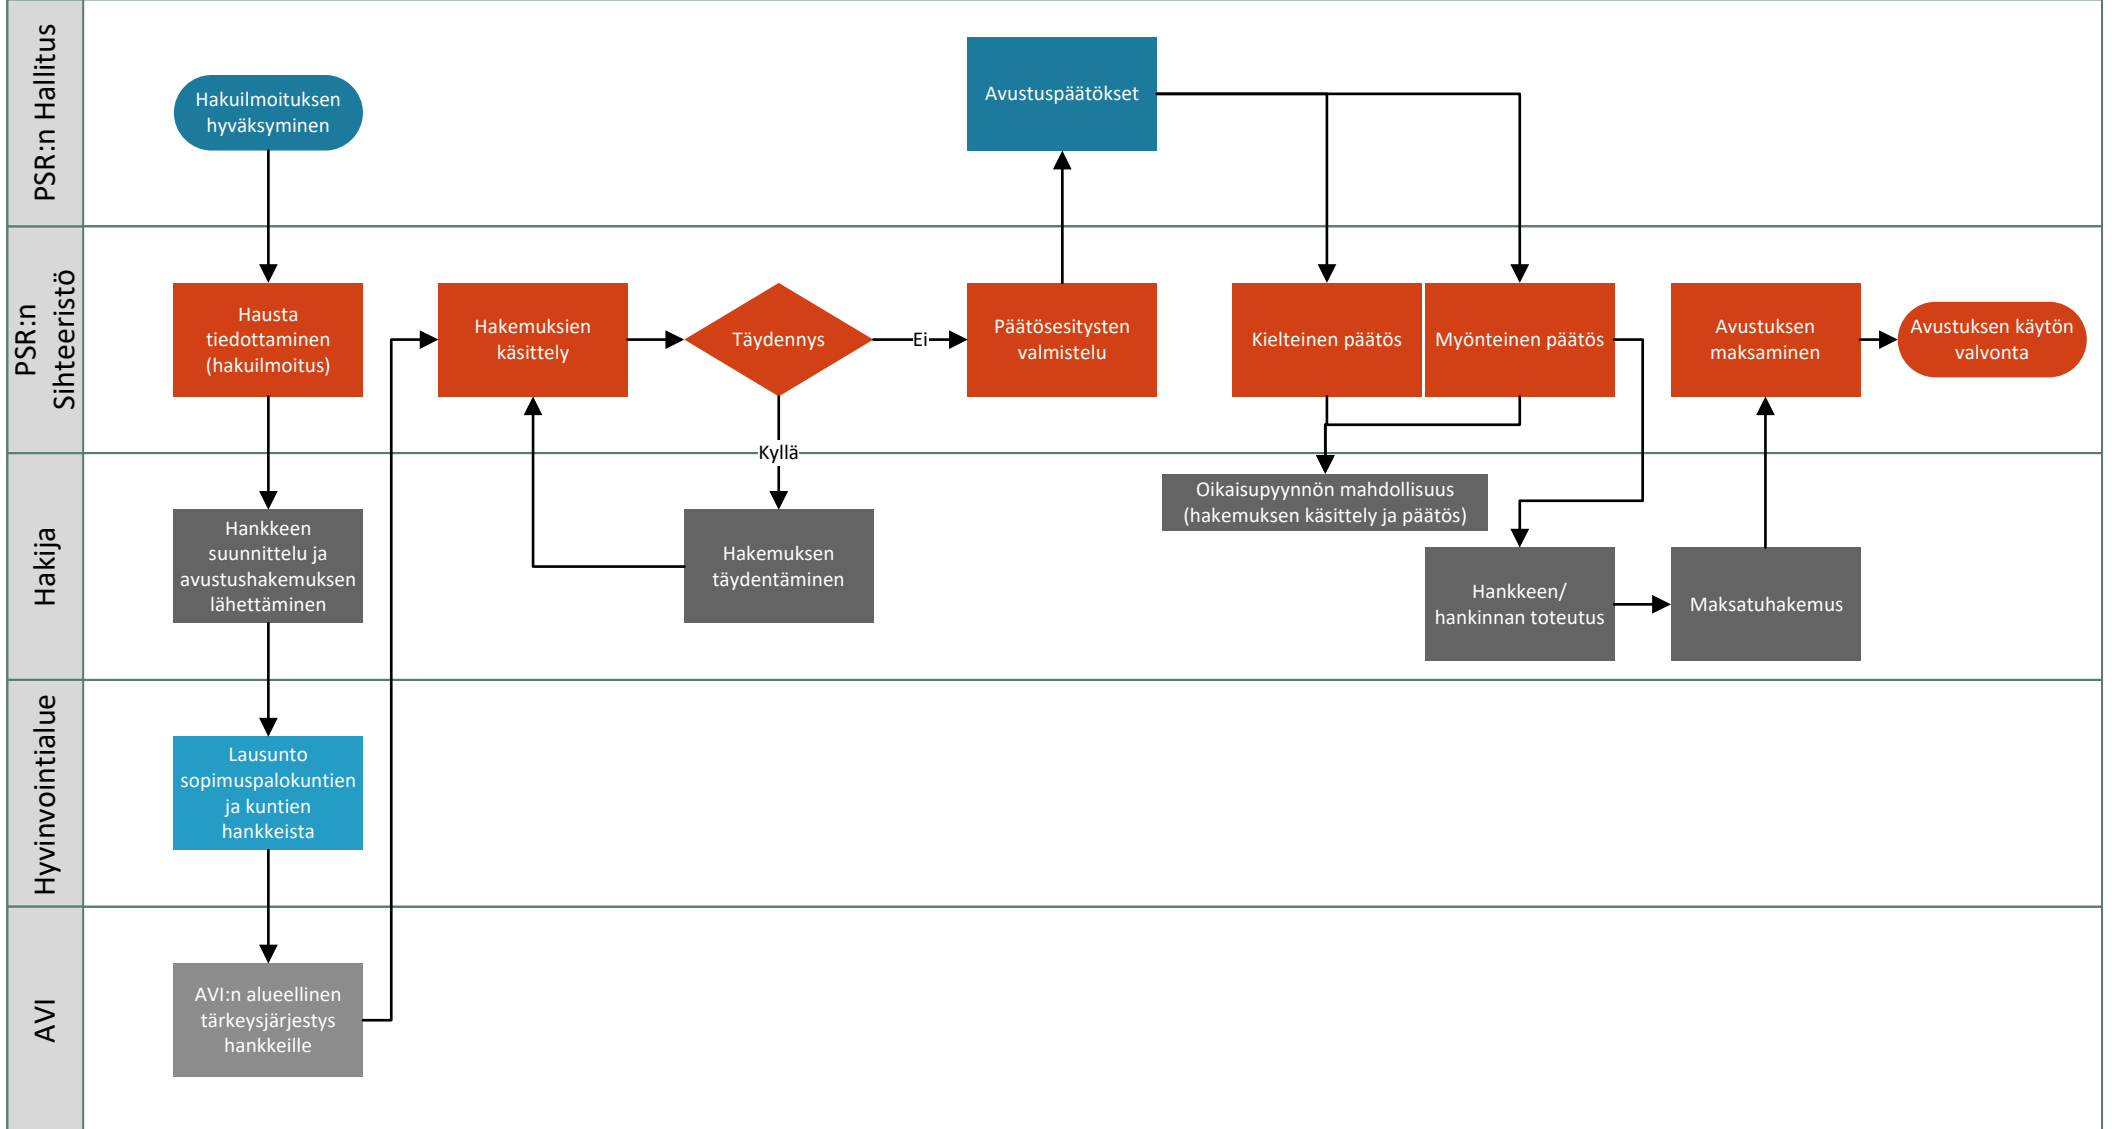 PSR:n Hallitus
Hakuilmoituksen
hyväksyminen
Avustuspäätökset
PSR:n
Sihteeristö
Hausta
tiedottaminen
(hakuilmoitus)
Hakemuksien
käsittely
Täydennys
Ei
Päätösesitysten
valmistelu
Kielteinen päätös
Myönteinen päätös
Avustuksen
maksaminen
Avustuksen käytön
valvonta
Kyllä
Hakija
Hankkeen
suunnittelu ja
avustushakemuksen
lähettäminen
Hakemuksen
täydentäminen
Oikaisupyynnön mahdollisuus
(hakemuksen käsittely ja päätös)
Hankkeen/
hankinnan toteutus
Maksatuhakemus
Hyvinvointialue
Lausunto
sopimuspalokuntien
ja kuntien
hankkeista
AVI
AVI:n alueellinen
tärkeysjärjestys
hankkeille